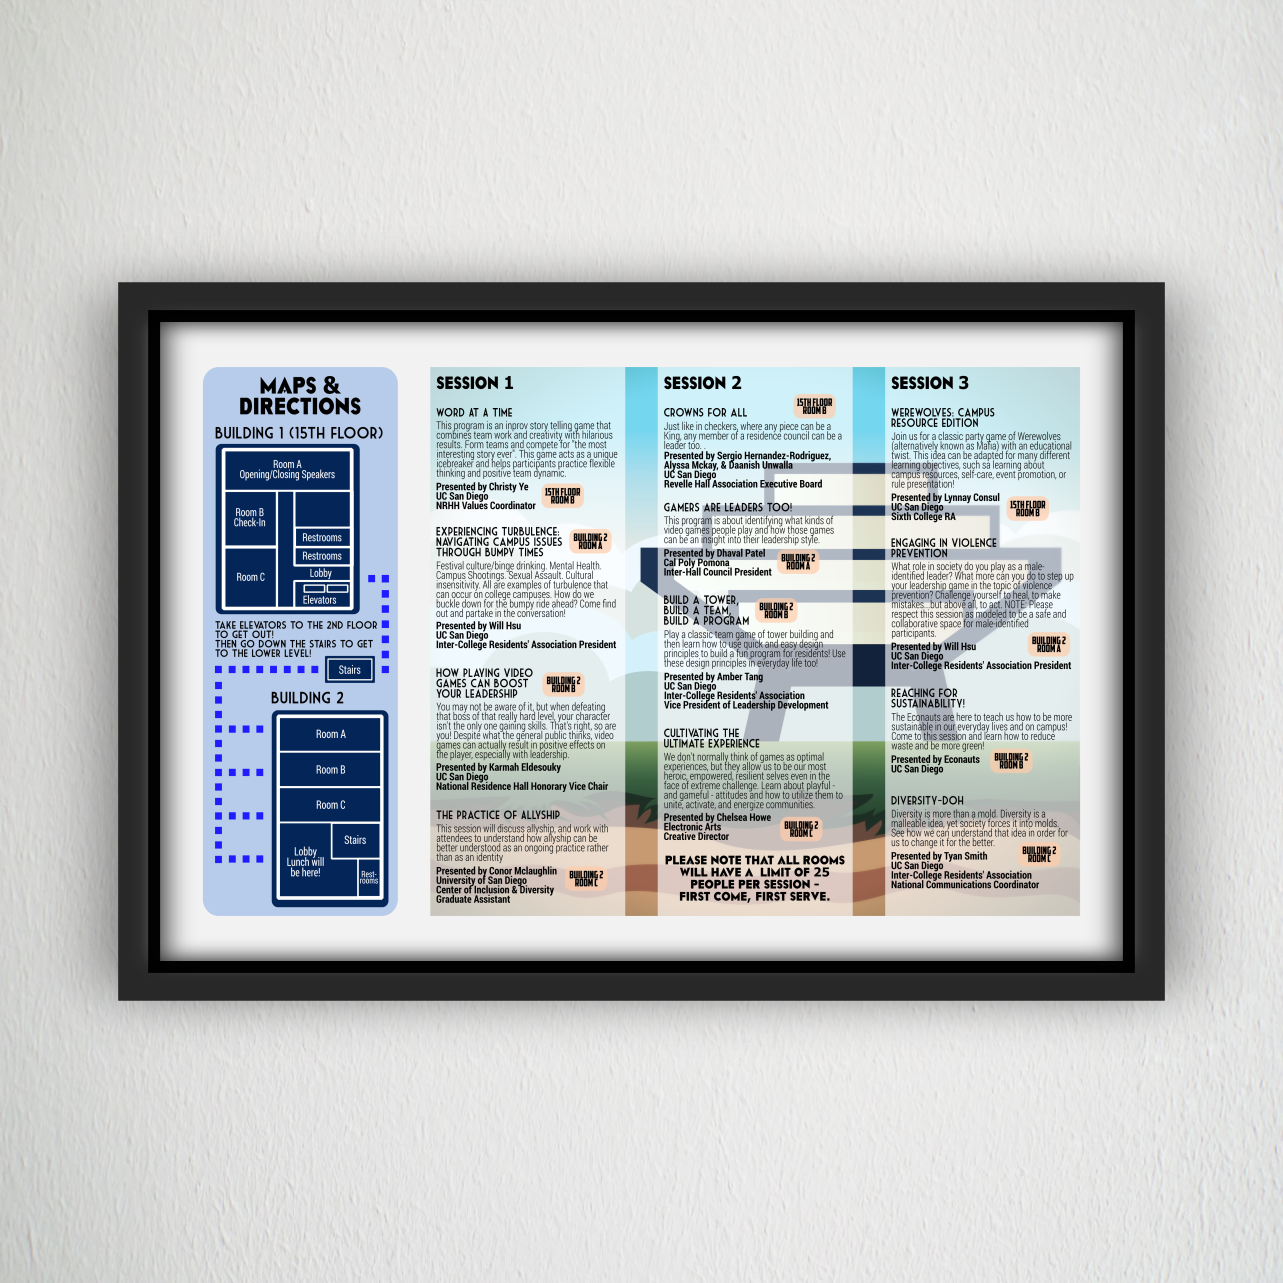 MAPS &
DIRECTIONS
BUILDING 1 (15TH FLOOR)
Room A
Opening/Closing Speakers
Room B
Check-In
Restrooms
Restrooms
Lobby
Room C
Elevators
TAKE ELEVATORS TO THE 2ND FLOOR
TO GET OUT!
THEN GO DOWN THE STAIRS TO GET
TO THE LOWER LEVEL!
Stairs
BUILDING 2
Room A
Room B
Room C
Stairs
Lobby
Lunch will
be here!
Rest-
rooms
SESSION 1
WORD AT A TIME
This program is an inprov story telling game that
combines team work and creativity with hilarious
results. Form teams and compete for "the most
interesting story ever". This game acts as a unique
icebreaker and helps participants practice flexible
thinking and positive team dynamic.
Presented by Christy Ye
UC San Diego
NRHH Values Coordinator
15TH FLOOR
ROOM B
EXPERIENCING TURBULENCE:
NAVIGATING CAMPUS ISSUES
THROUGH BUMPY TIMES
BUILDING 2
ROOM A
Festival culture/binge drinking. Mental Health.
Campus Shootings. Sexual Assault. Cultural
insensitivity. All are examples of turbulence that
can occur on college campuses. How do we
buckle down for the bumpy ride ahead? Come find
out and partake in the conversation!
Presented by Will Hsu
UC San Diego
Inter-College Residents' Association President
HOW PLAYING VIDEO
GAMES CAN BOOST
YOUR LEADERSHIP
BUILDING 2
ROOM B
You may not be aware of it, but when defeating
that boss of that really hard level, your character
isn't the only one gaining skills. That's right, so are
you! Despite what the general public thinks, video
games can actually result in positive effects on
the player, especially with leadership.
Presented by Karmah Eldesouky
UC San Diego
National Residence Hall Honorary Vice Chair
THE PRACTICE OF ALLYSHIP
This session will discuss allyship, and work with
attendees to understand how allyship can be
better understood as an ongoing practice rather
than as an identity
Presented by Conor Mclaughlin
University of San Diego
Center of Inclusion & Diversity
Graduate Assistant
BUILDING 2
ROOM C
SESSION 2
15TH FLOOR
ROOM B
CROWNS FOR ALL
Just like in checkers, where any piece can be a
King, any member of a residence council can be a
leader too.
Presented by Sergio Hernandez-Rodriguez,
Alyssa Mckay, & Daanish Unwalla
UC San Diego
Revelle Hall Association Executive Board
GAMERS ARE LEADERS TOO!
This program is about identifying what kinds of
video games people play and how those games
can be an insight into their leadership style.
Presented by Dhaval Patel
Cal Poly Pomona
Inter-Hall Council President
BUILDING 2
ROOM A
BUILD A TOWER,
BUILD A TEAM,
BUILD A PROGRAM
BUILDING 2
ROOM B
Play a classic team game of tower building and
then learn how to use quick and easy design
principles to build a fun program for residents! Use
these design principles in everyday life too!
Presented by Amber Tang
UC San Diego
Inter-College Residents' Association
Vice President of Leadership Development
CULTIVATING THE
ULTIMATE EXPERIENCE
We don't normally think of games as optimal
experiences, but they allow us to be our most
heroic, empowered, resilient selves even in the
face of extreme challenge. Learn about playful -
and gameful - attitudes and how to utilize them to
unite, activate, and energize communities.
Presented by Chelsea Howe
Electronic Arts
Creative Director
BUILDING 2
ROOM C
PLEASE NOTE THAT ALL ROOMS
WILL HAVE A LIMIT OF 25
PEOPLE PER SESSION -
FIRST COME, FIRST SERVE.
SESSION 3
WEREWOLVES: CAMPUS
RESOURCE EDITION
Join us for a classic party game of Werewolves
(alternatively known as Mafia) with an educational
twist. This idea can be adapted for many different
learning objectives, such sa learning about
campus resources, self-care, event promotion, or
rule presentation!
Presented by Lynnay Consul
UC San Diego
Sixth College RA
15TH FLOOR
ROOM B
ENGAGING IN VIOLENCE
PREVENTION
What role in society do you play as a male-
identified leader? What more can you do to step up
your leadership game in the topic of violence
prevention? Challenge yourself to heal, to make
mistakes...but above all, to act. NOTE: Please
respect this session as modeled to be a safe and
collaborative space for male-identified
participants.
Presented by Will Hsu
UC San Diego
Inter-College Residents' Association President
BUILDING 2
ROOM A
REACHING FOR
SUSTAINABILITY!
The Econauts are here to teach us how to be more
sustainable in our everyday lives and on campus!
Come to this session and learn how to reduce
waste and be more green!
Presented by Econauts
UC San Diego
BUILDING 2
ROOM B
DIVERSITY-DOH
Diversity is more than a mold. Diversity is a
malleable idea, yet society forces it into molds.
See how we can understand that idea in order for
us to change it for the better.
Presented by Tyan Smith
UC San Diego
Inter-College Residents' Association
National Communications Coordinator
BUILDING 2
ROOM C